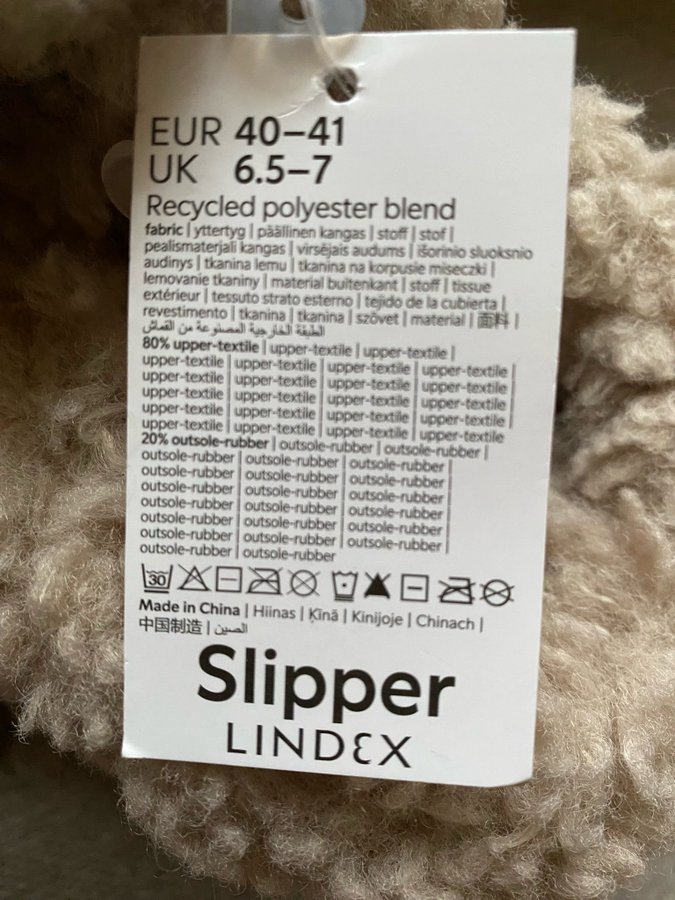 EUR 40–41
UK 6.5–7
Recycled polyester blend
fabric | yttertyg | päällinen kangas | stoff | stof |
pealismaterjali kangas | virsējais audums | išorinio sluoksnio
audinys | tkanina lemu | tkanina na korpusie miseczki |
lemovanie tkaniny | material buitenkant | stoff | tissue
extérieur | tessuto strato esterno | tejido de la cubierta |
revestimento | tkanina | tkanina | szövet | material | 面料 |
الطبقة الخارجية المصنوعة من القماش
80% upper-textile | upper-textile | upper-textile |
upper-textile | upper-textile | upper-textile | upper-textile |
upper-textile | upper-textile | upper-textile | upper-textile |
upper-textile | upper-textile | upper-textile | upper-textile |
upper-textile | upper-textile | upper-textile | upper-textile |
upper-textile | upper-textile | upper-textile | upper-textile
20% outsole-rubber | outsole-rubber | outsole-rubber |
outsole-rubber | outsole-rubber | outsole-rubber |
outsole-rubber | outsole-rubber | outsole-rubber |
outsole-rubber | outsole-rubber | outsole-rubber |
outsole-rubber | outsole-rubber | outsole-rubber |
outsole-rubber | outsole-rubber | outsole-rubber |
outsole-rubber | outsole-rubber | outsole-rubber |
outsole-rubber | outsole-rubber
30
Made in China | Hiinas | Ķīnā | Kinijoje | Chinach |
中国制造 | الصين
Slipper
LINDEX